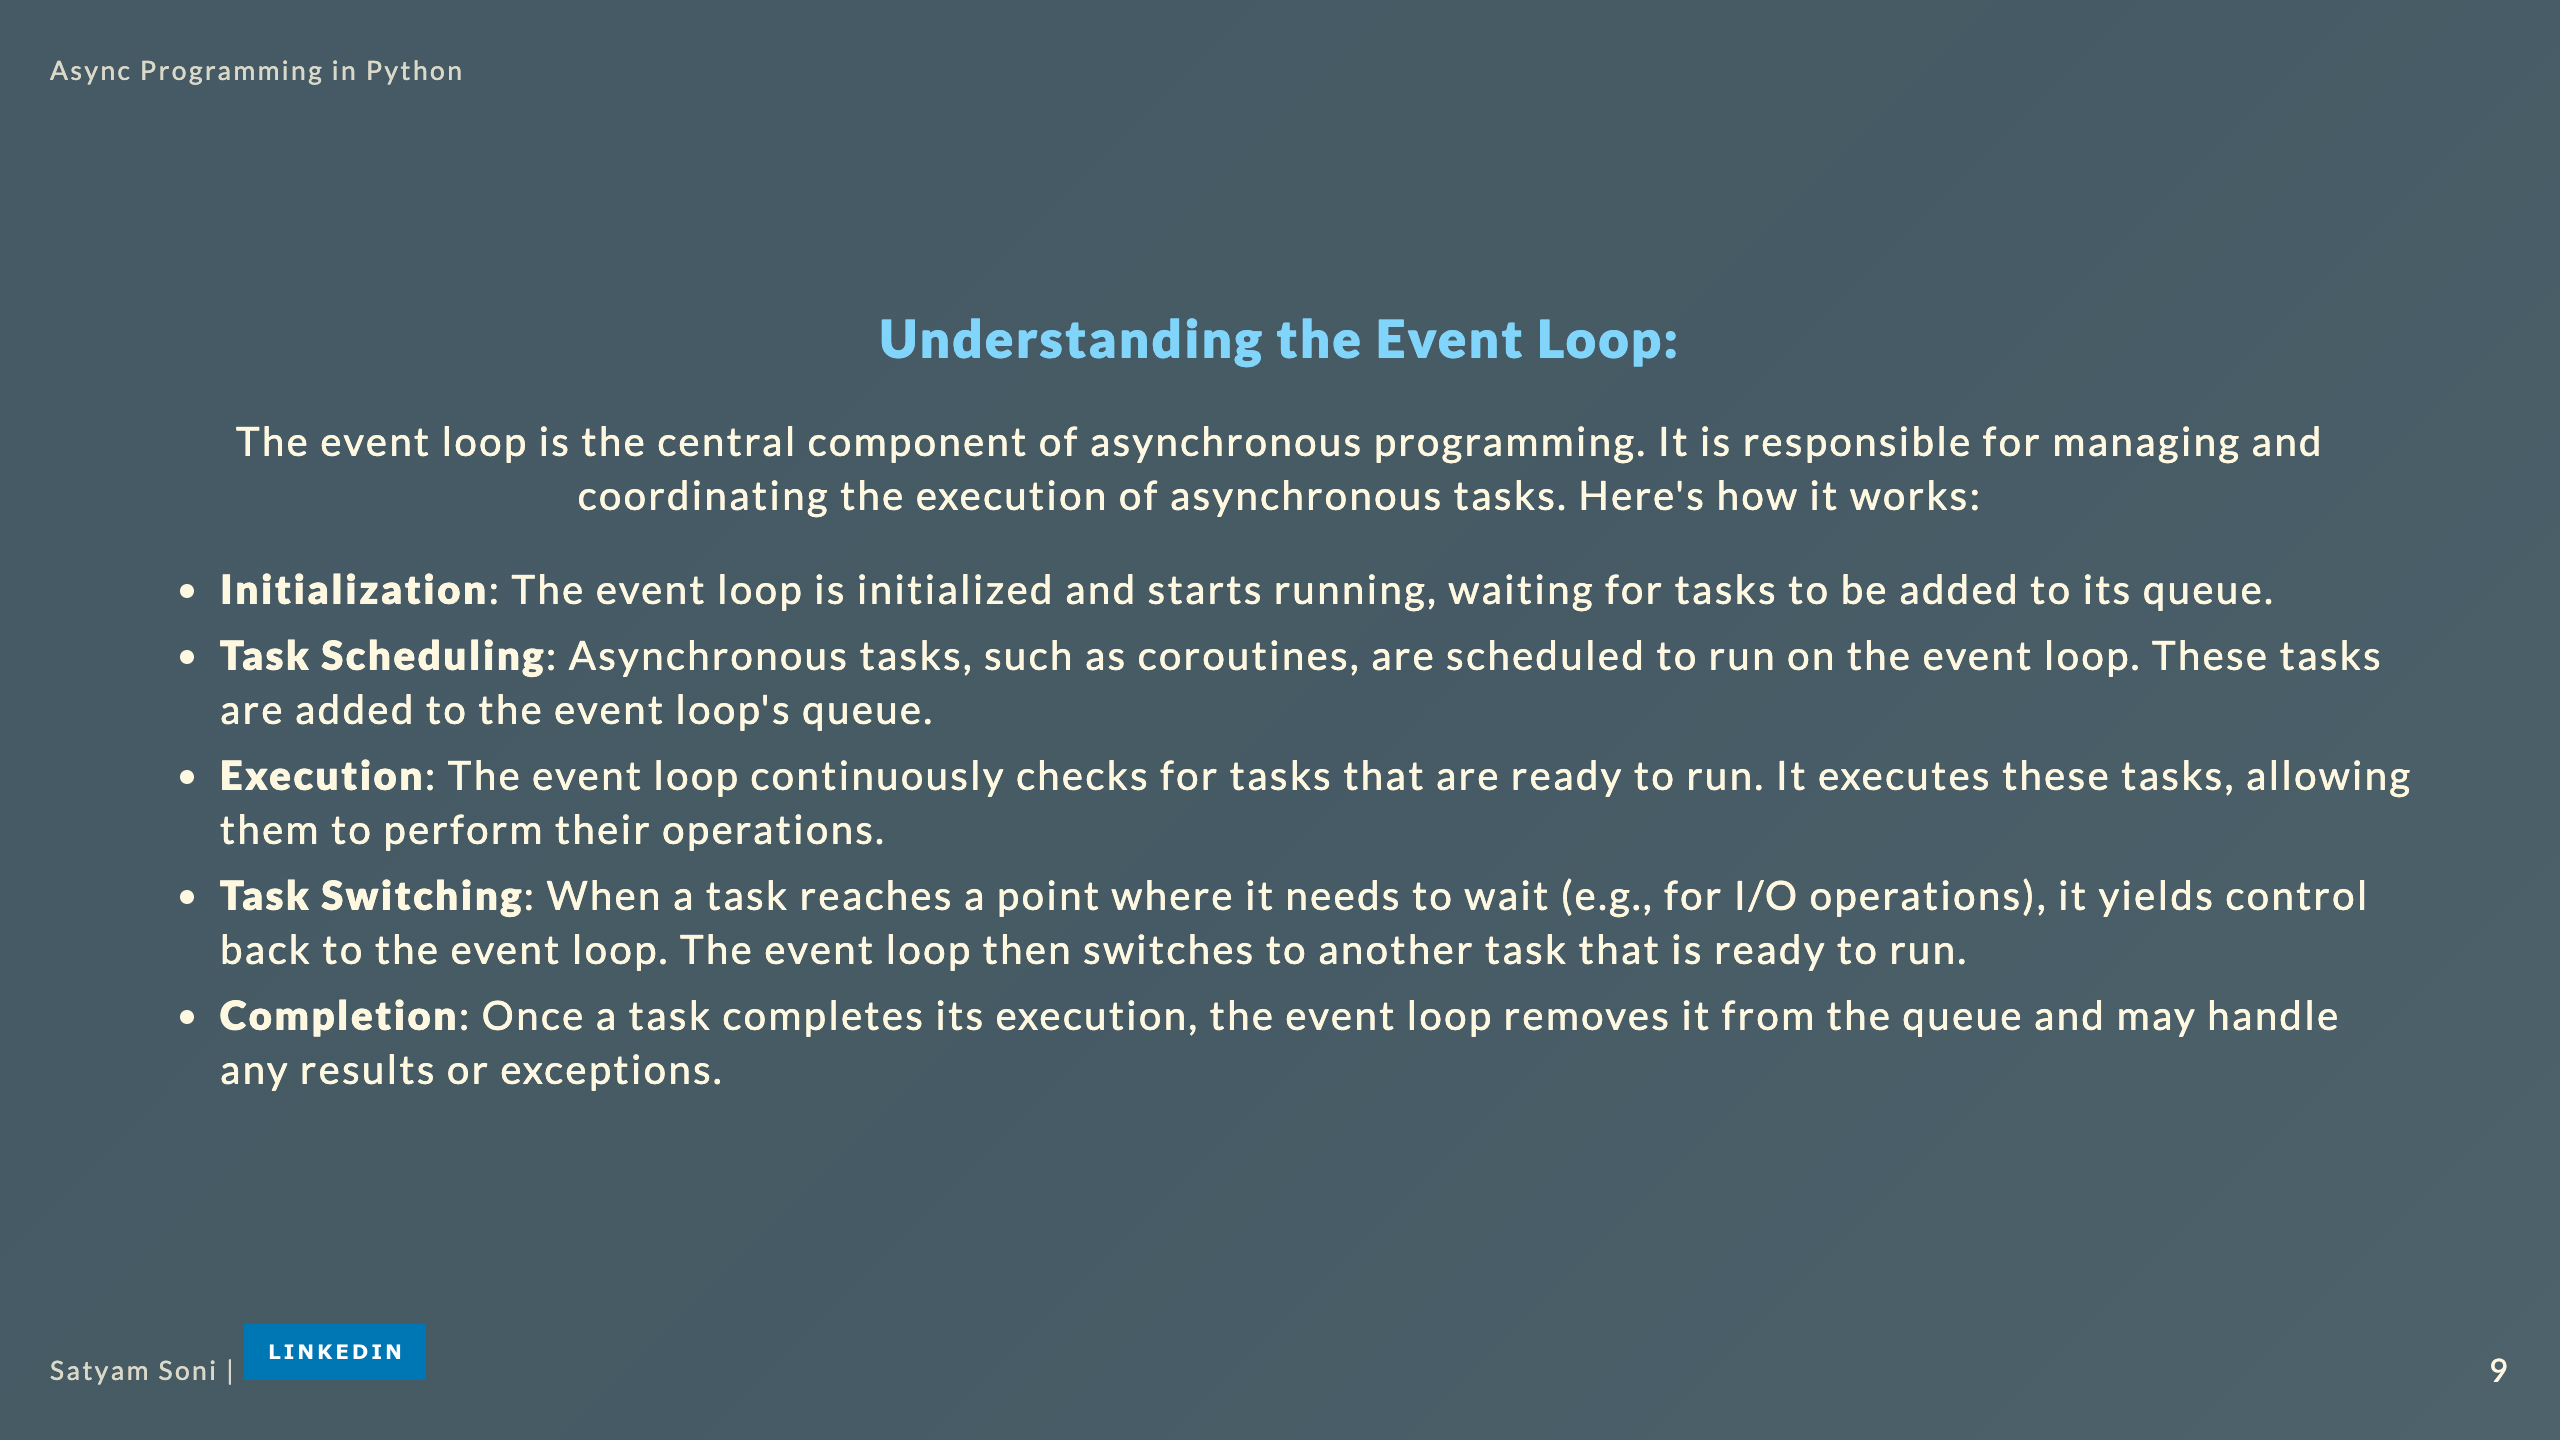 Async Programming in Python
Understanding the Event Loop:
The event loop is the central component of asynchronous programming. It is responsible for managing and
coordinating the execution of asynchronous tasks. Here's how it works:
• Initialization: The event loop is initialized and starts running, waiting for tasks to be added to its queue.
• Task Scheduling: Asynchronous tasks, such as coroutines, are scheduled to run on the event loop. These tasks
are added to the event loop's queue.
• Execution: The event loop continuously checks for tasks that are ready to run. It executes these tasks, allowing
them to perform their operations.
• Task Switching: When a task reaches a point where it needs to wait (e.g., for I/O operations), it yields control
back to the event loop. The event loop then switches to another task that is ready to run.
• Completion: Once a task completes its execution, the event loop removes it from the queue and may handle
any results or exceptions.
Satyam Soni | LINKEDIN
9